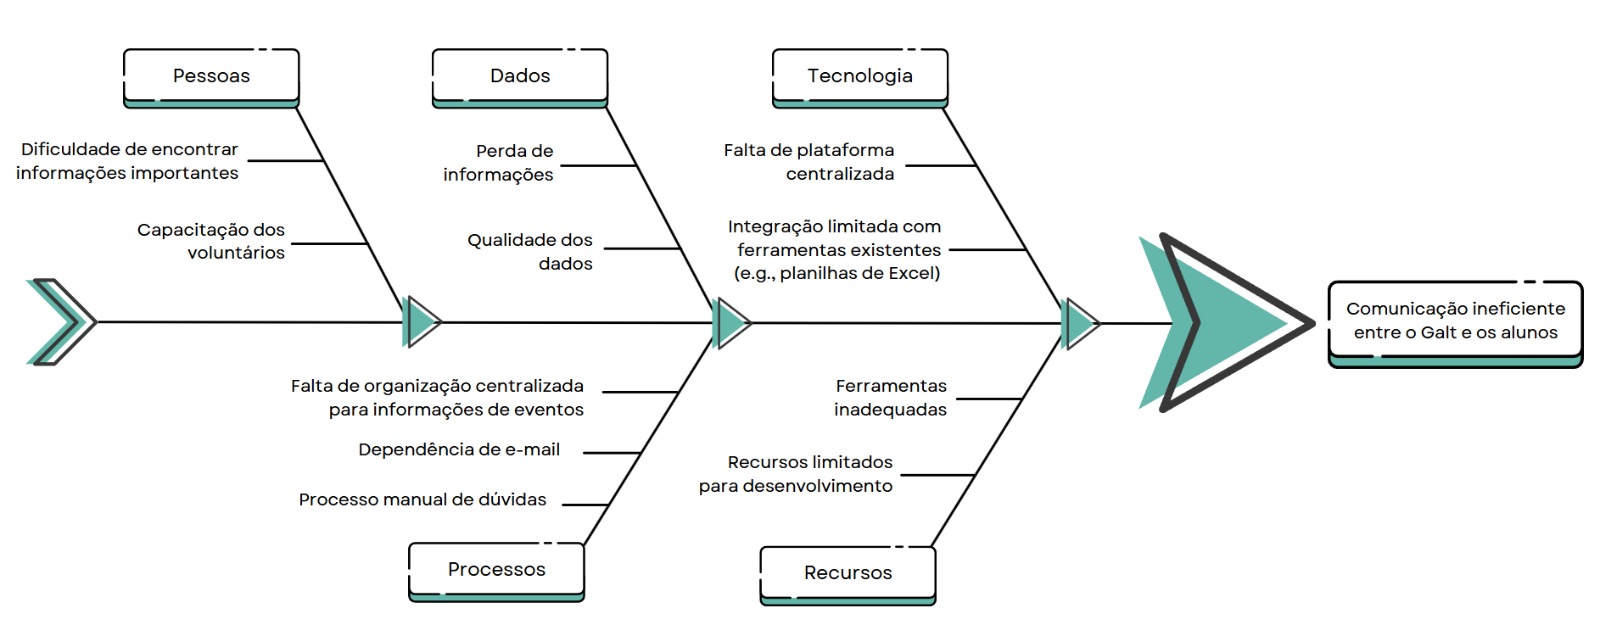 Pessoas
Dificuldade de encontrar
informações importantes
Capacitação dos
voluntários
Dados
Perda de
informações
Qualidade dos
dados
Tecnologia
Falta de plataforma
centralizada
Integração limitada com
ferramentas existentes
(e.g., planilhas de Excel)
Falta de organização centralizada
para informações de eventos
Dependência de e-mail
Processo manual de dúvidas
Processos
Ferramentas
inadequadas
Recursos limitados
para desenvolvimento
Recursos
Comunicação ineficiente
entre o Galt e os alunos